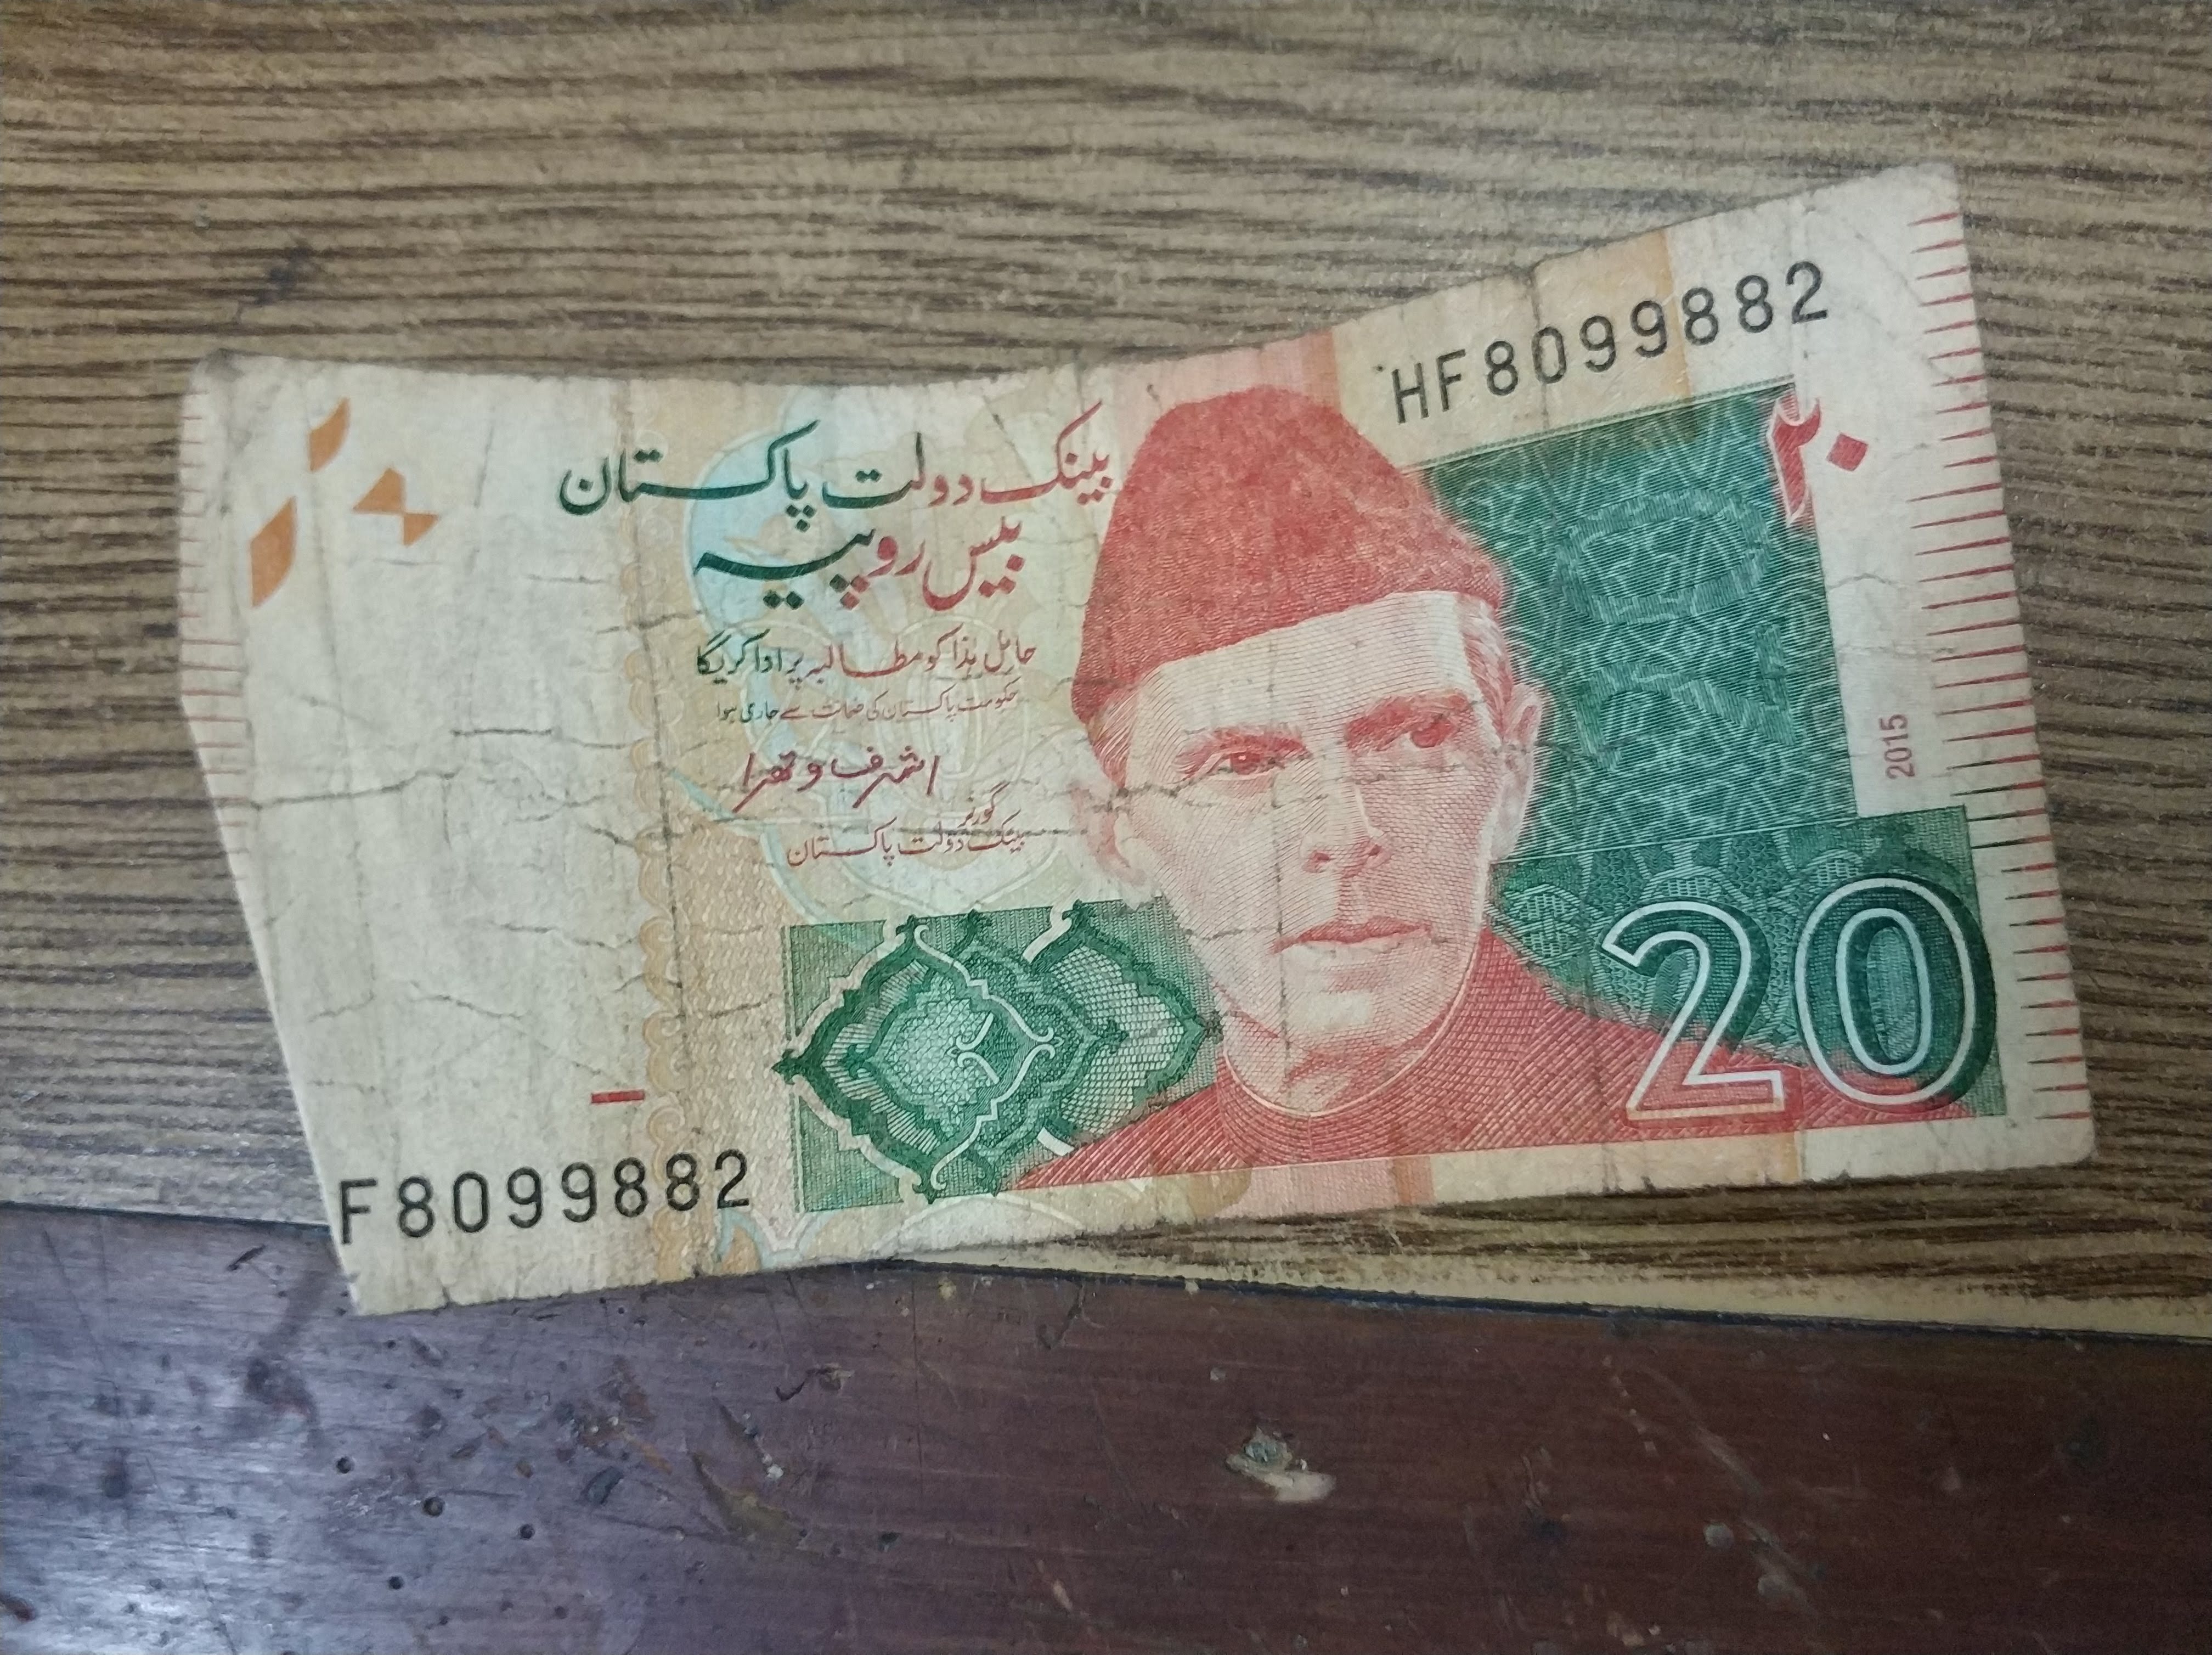 HF8099882
۲۰
بینک دولت پاکستان
بیس روپیہ
حامل ہٰذا کو مطالبہ پر ادا کریگا
حکومت پاکستان کی ضمانت سے جاری ہوا
اشرف وتھرا
گورنر
بینک دولت پاکستان
2015
20
F8099882